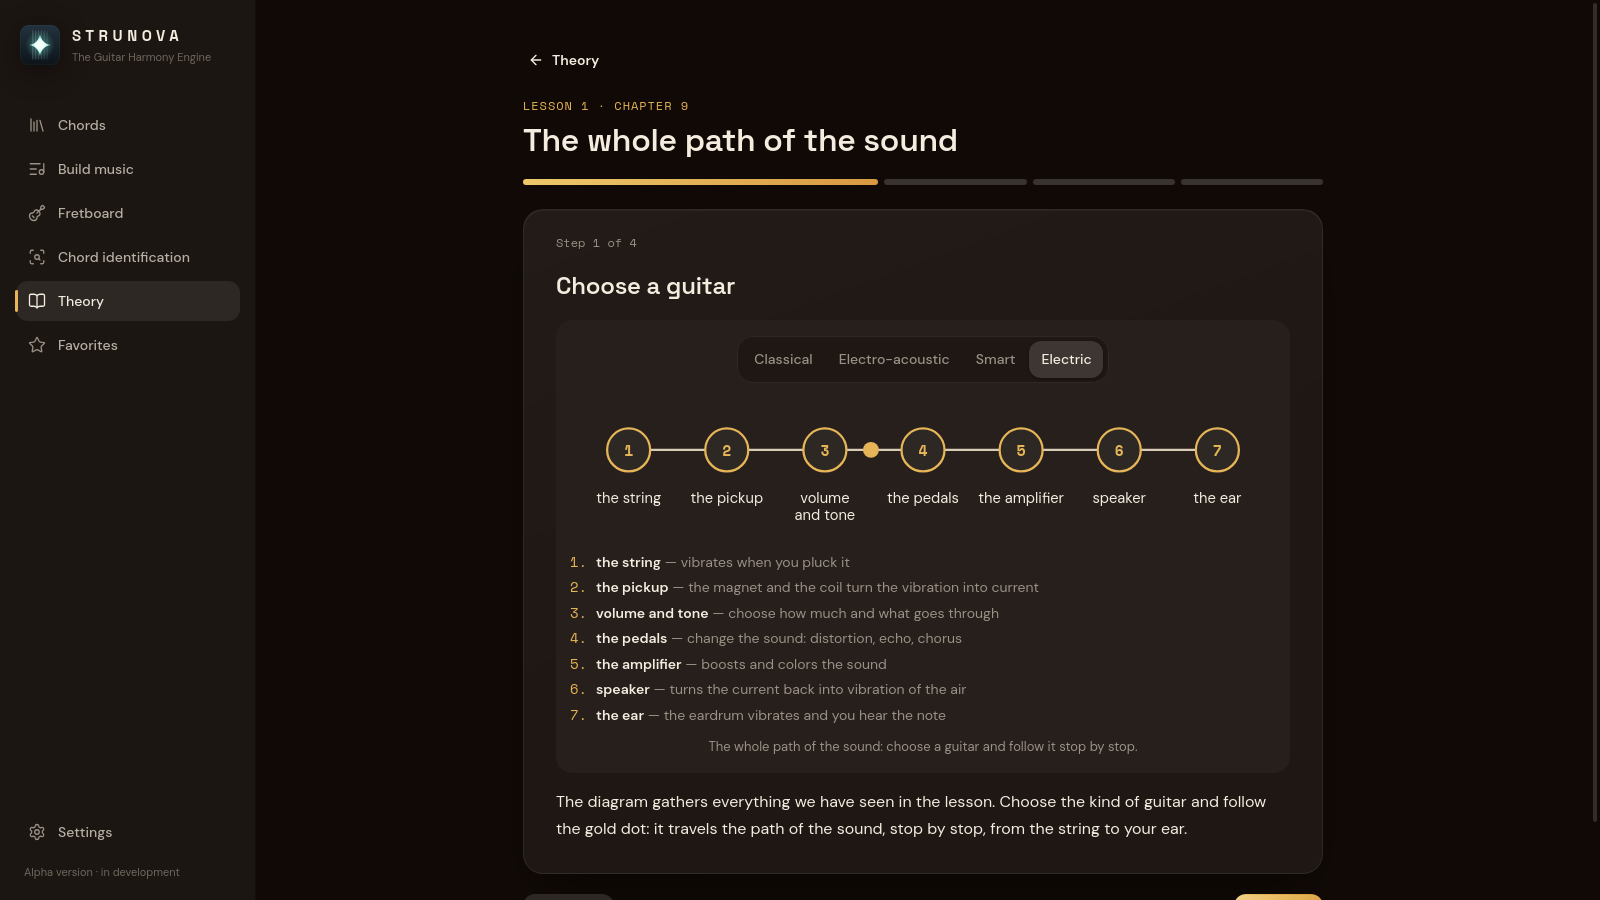 STRUNOVA
The Guitar Harmony Engine
Chords
Build music
Fretboard
Chord identification
Theory
Favorites
Settings
Alpha version · in development
Theory
LESSON 1 · CHAPTER 9
The whole path of the sound
Step 1 of 4
Choose a guitar
Classical Electro-acoustic Smart Electric
1 2 3 4 5 6 7
the string the pickup volume and tone the pedals the amplifier speaker the ear
1. the string — vibrates when you pluck it
2. the pickup — the magnet and the coil turn the vibration into current
3. volume and tone — choose how much and what goes through
4. the pedals — change the sound: distortion, echo, chorus
5. the amplifier — boosts and colors the sound
6. speaker — turns the current back into vibration of the air
7. the ear — the eardrum vibrates and you hear the note
The whole path of the sound: choose a guitar and follow it stop by stop.
The diagram gathers everything we have seen in the lesson. Choose the kind of guitar and follow
the gold dot: it travels the path of the sound, stop by stop, from the string to your ear.